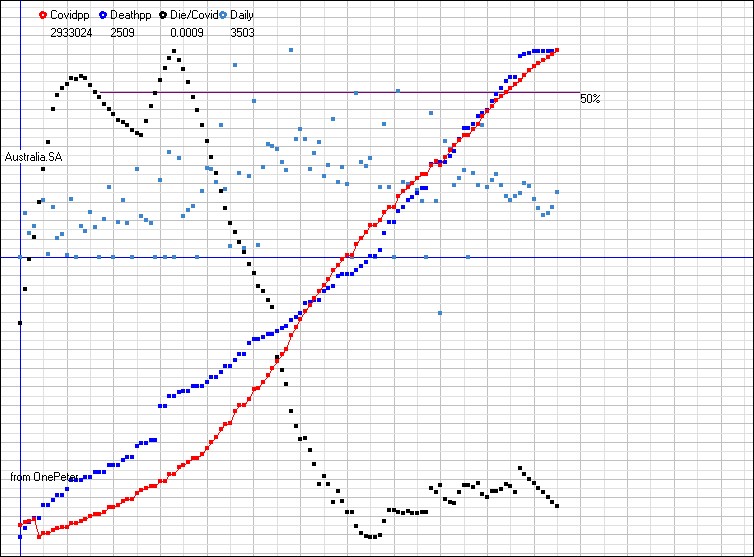 Covidpp Deathpp Die/Covid Daily
2933024 2509 0.0009 3503
50%
Australia.SA
from OnePeter